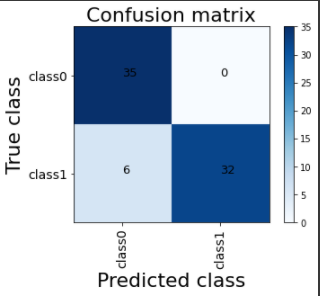 Confusion matrix
True class
class0
35
0
class1
6
32
class0
class1
Predicted class
35
30
25
20
15
10
5
0